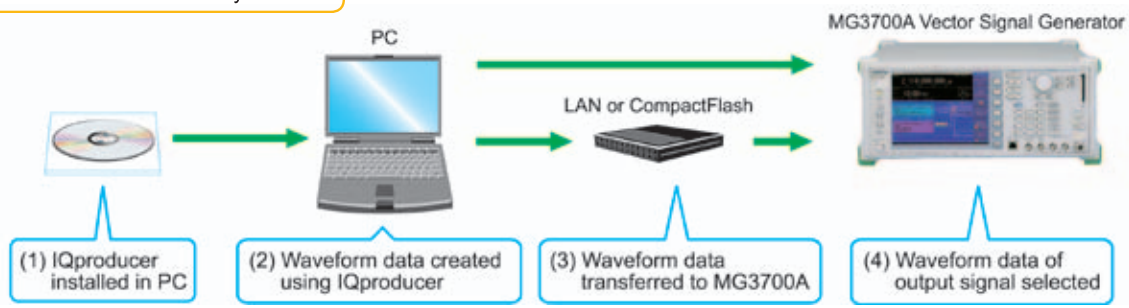 MG3700A Vector Signal Generator
PC
LAN or CompactFlash
(1) IQproducer
installed in PC
(2) Waveform data created
using IQproducer
(3) Waveform data
transferred to MG3700A
(4) Waveform data of
output signal selected